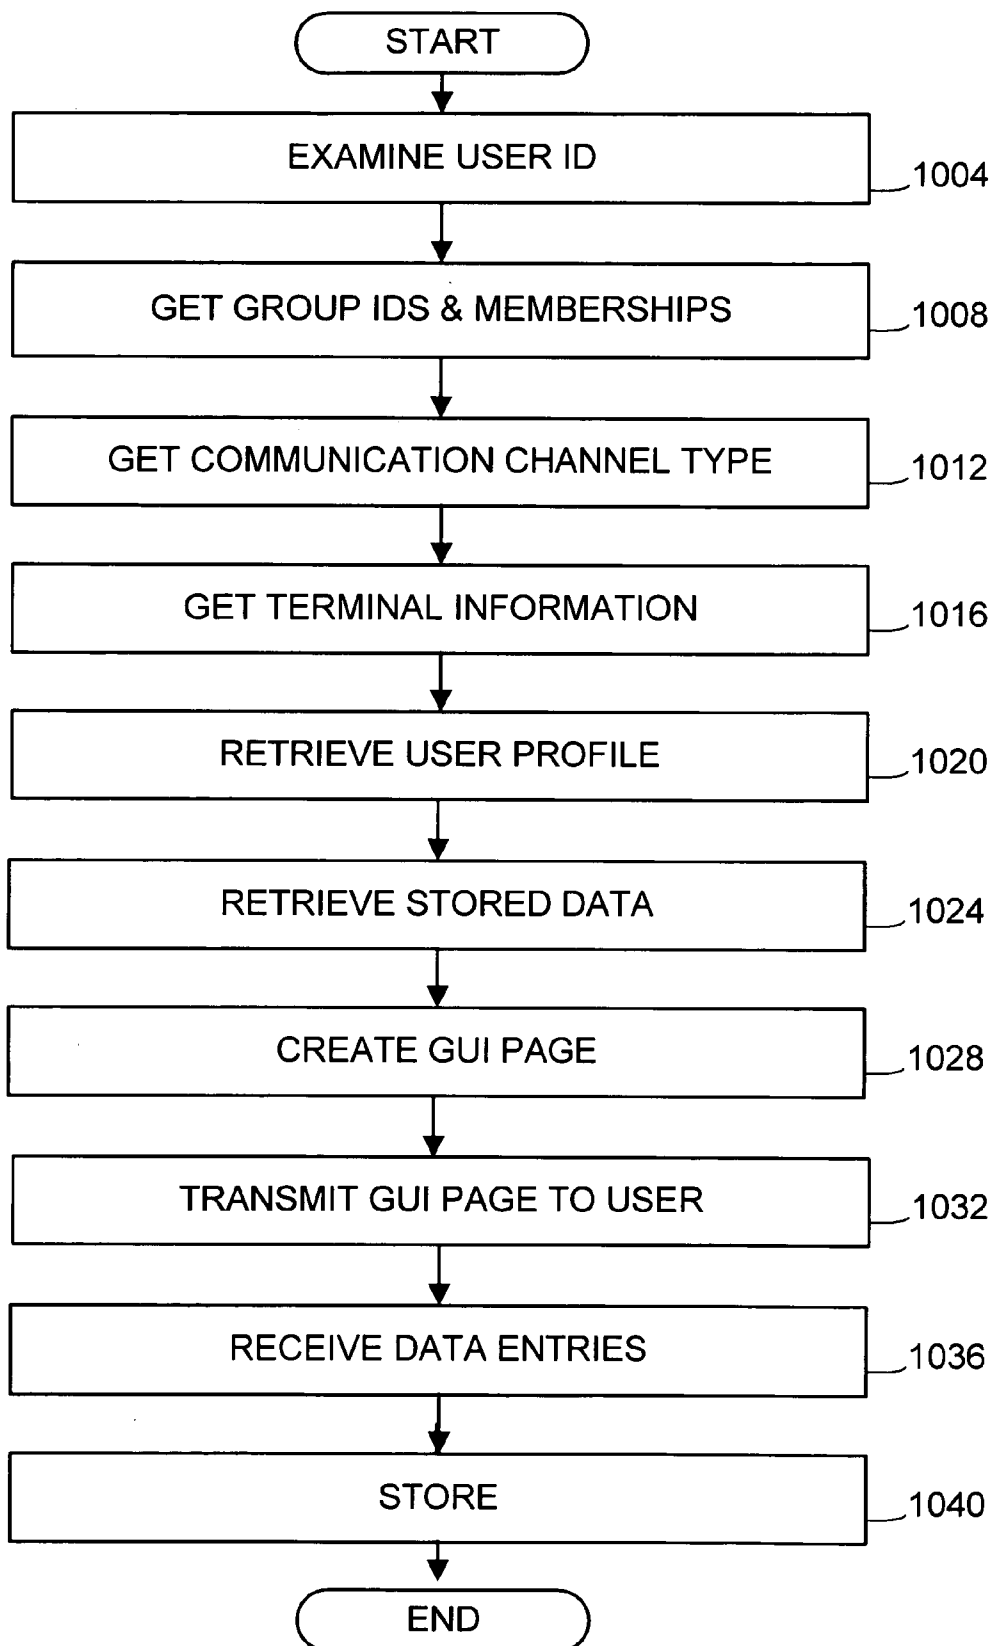 START
EXAMINE USER ID
1004
GET GROUP IDS & MEMBERSHIPS
1008
GET COMMUNICATION CHANNEL TYPE
1012
GET TERMINAL INFORMATION
1016
RETRIEVE USER PROFILE
1020
RETRIEVE STORED DATA
1024
CREATE GUI PAGE
1028
TRANSMIT GUI PAGE TO USER
1032
RECEIVE DATA ENTRIES
1036
STORE
1040
END